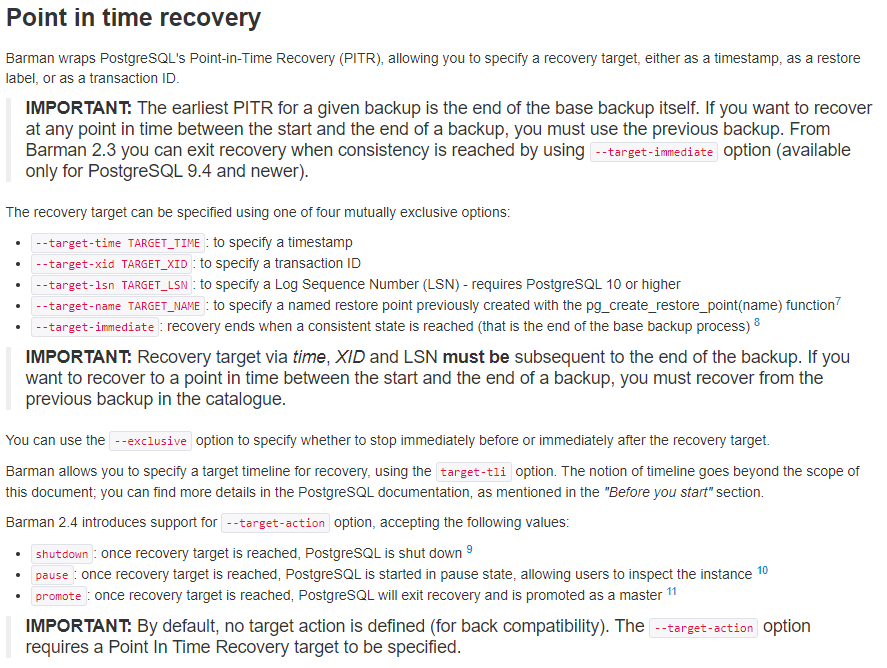 Point in time recovery
Barman wraps PostgreSQL's Point-in-Time Recovery (PITR), allowing you to specify a recovery target, either as a timestamp, as a restore
label, or as a transaction ID.
IMPORTANT: The earliest PITR for a given backup is the end of the base backup itself. If you want to recover
at any point in time between the start and the end of a backup, you must use the previous backup. From
Barman 2.3 you can exit recovery when consistency is reached by using --target-immediate option (available
only for PostgreSQL 9.4 and newer).
The recovery target can be specified using one of four mutually exclusive options:
• --target-time TARGET_TIME: to specify a timestamp
• --target-xid TARGET_XID: to specify a transaction ID
• --target-lsn TARGET_LSN: to specify a Log Sequence Number (LSN) - requires PostgreSQL 10 or higher
• --target-name TARGET_NAME: to specify a named restore point previously created with the pg_create_restore_point(name) function7
• --target-immediate: recovery ends when a consistent state is reached (that is the end of the base backup process) 8
IMPORTANT: Recovery target via time, XID and LSN must be subsequent to the end of the backup. If you
want to recover to a point in time between the start and the end of a backup, you must recover from the
previous backup in the catalogue.
You can use the --exclusive option to specify whether to stop immediately before or immediately after the recovery target.
Barman allows you to specify a target timeline for recovery, using the target-tli option. The notion of timeline goes beyond the scope of
this document; you can find more details in the PostgreSQL documentation, as mentioned in the "Before you start" section.
Barman 2.4 introduces support for --target-action option, accepting the following values:
• shutdown: once recovery target is reached, PostgreSQL is shut down 9
• pause: once recovery target is reached, PostgreSQL is started in pause state, allowing users to inspect the instance 10
• promote: once recovery target is reached, PostgreSQL will exit recovery and is promoted as a master 11
IMPORTANT: By default, no target action is defined (for back compatibility). The --target-action option
requires a Point In Time Recovery target to be specified.